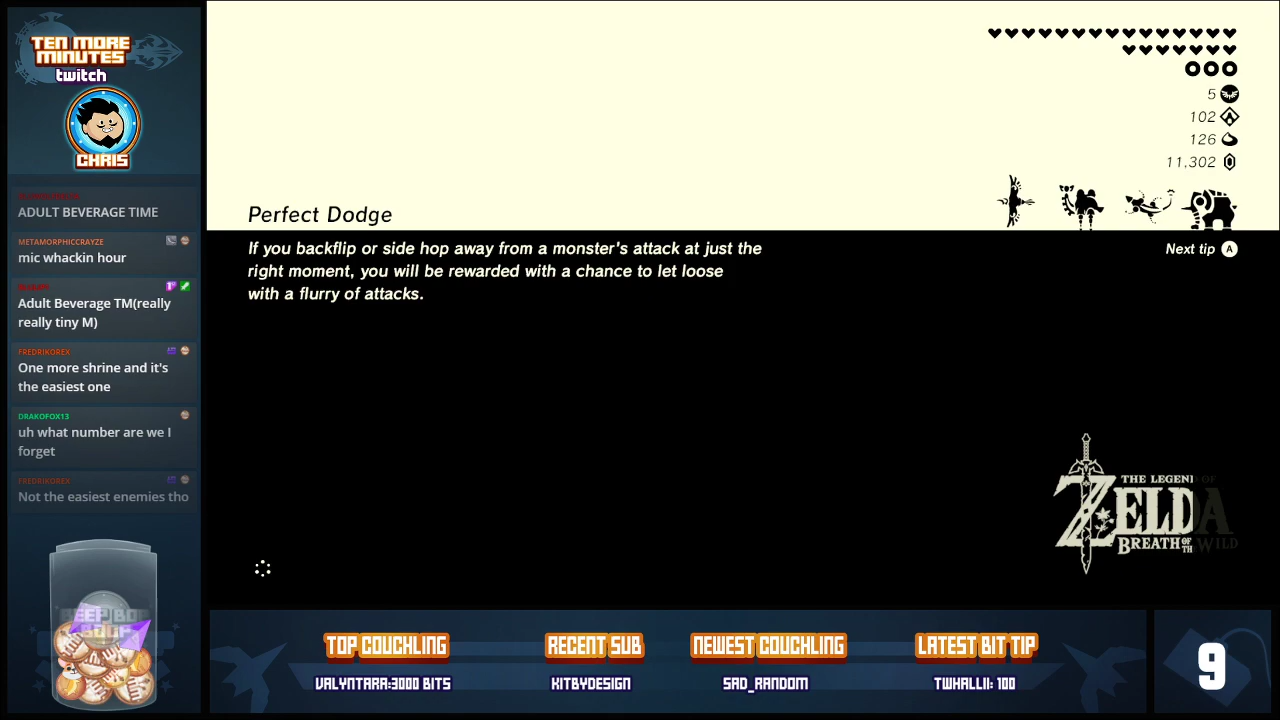 TEN MORE
MINUTES
twitch
CHRIS
ADULT BEVERAGE TIME
METAMORPHICCRAYZE
mic whackin hour
Adult Beverage TM(really
really tiny M)
FREDRIKOREX
One more shrine and it's
the easiest one
DRAKOFOX13
uh what number are we I
forget
FREDRIKOREX
Not the easiest enemies tho
5
102
126
11,302
Perfect Dodge
If you backflip or side hop away from a monster's attack at just the
right moment, you will be rewarded with a chance to let loose
with a flurry of attacks.
Next tip A
THE LEGEND OF
ZELDA
BREATH OF THE WILD
TOP COUCHLING
RECENT SUB
NEWEST COUCHLING
LATEST BIT TIP
VALYNTARA:3000 BITS
KITBYDESIGN
SAD_RANDOM
TWHALLII: 100
9